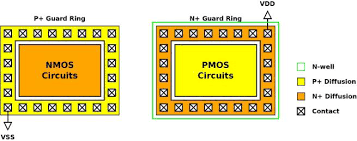 P+ Guard Ring
NMOS
Circuits
VSS
N+ Guard Ring
VDD
PMOS
Circuits
N-well
P+ Diffusion
N+ Diffusion
Contact